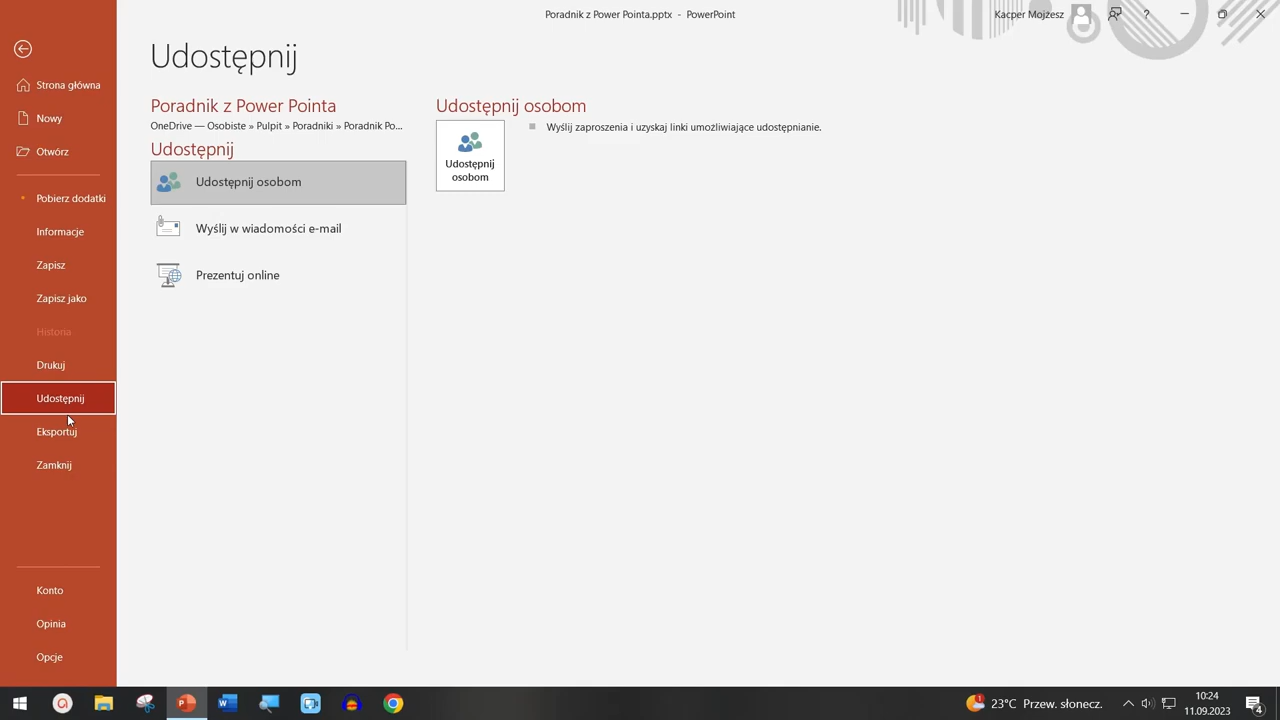 Poradnik z Power Pointa.pptx - PowerPoint
Kacper Mojżesz
?
Strona główna
Nowy
Otwórz
Pobierz dodatki
Informacje
Zapisz
Zapisz jako
Historia
Drukuj
Udostępnij
Eksportuj
Zamknij
Konto
Opinia
Opcje
Udostępnij
Poradnik z Power Pointa
OneDrive — Osobiste » Pulpit » Poradniki » Poradnik Po...
Udostępnij
Udostępnij osobom
Wyślij w wiadomości e-mail
Prezentuj online
Udostępnij osobom
Udostępnij
osobom
Wyślij zaproszenia i uzyskaj linki umożliwiające udostępnianie.
23°C Przew. słonecz.
10:24
11.09.2023
4